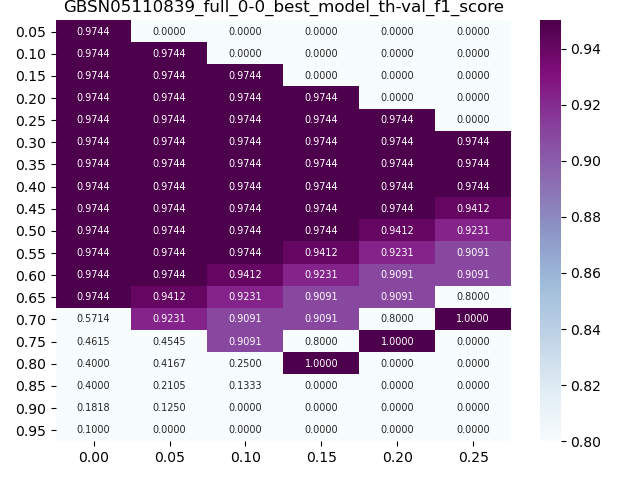 GBSN05110839_full_0-0_best_model_th-val_f1_score
0.05 0.9744 0.0000 0.0000 0.0000 0.0000 0.0000
0.10 0.9744 0.9744 0.0000 0.0000 0.0000 0.0000
0.15 0.9744 0.9744 0.9744 0.0000 0.0000 0.0000
0.20 0.9744 0.9744 0.9744 0.9744 0.0000 0.0000
0.25 0.9744 0.9744 0.9744 0.9744 0.9744 0.0000
0.30 0.9744 0.9744 0.9744 0.9744 0.9744 0.9744
0.35 0.9744 0.9744 0.9744 0.9744 0.9744 0.9744
0.40 0.9744 0.9744 0.9744 0.9744 0.9744 0.9744
0.45 0.9744 0.9744 0.9744 0.9744 0.9744 0.9412
0.50 0.9744 0.9744 0.9744 0.9744 0.9412 0.9231
0.55 0.9744 0.9744 0.9744 0.9412 0.9231 0.9091
0.60 0.9744 0.9744 0.9412 0.9231 0.9091 0.9091
0.65 0.9744 0.9412 0.9231 0.9091 0.9091 0.8000
0.70 0.5714 0.9231 0.9091 0.9091 0.8000 1.0000
0.75 0.4615 0.4545 0.9091 0.8000 1.0000 0.0000
0.80 0.4000 0.4167 0.2500 1.0000 0.0000 0.0000
0.85 0.4000 0.2105 0.1333 0.0000 0.0000 0.0000
0.90 0.1818 0.1250 0.0000 0.0000 0.0000 0.0000
0.95 0.1000 0.0000 0.0000 0.0000 0.0000 0.0000
0.00 0.05 0.10 0.15 0.20 0.25
0.94
0.92
0.90
0.88
0.86
0.84
0.82
0.80